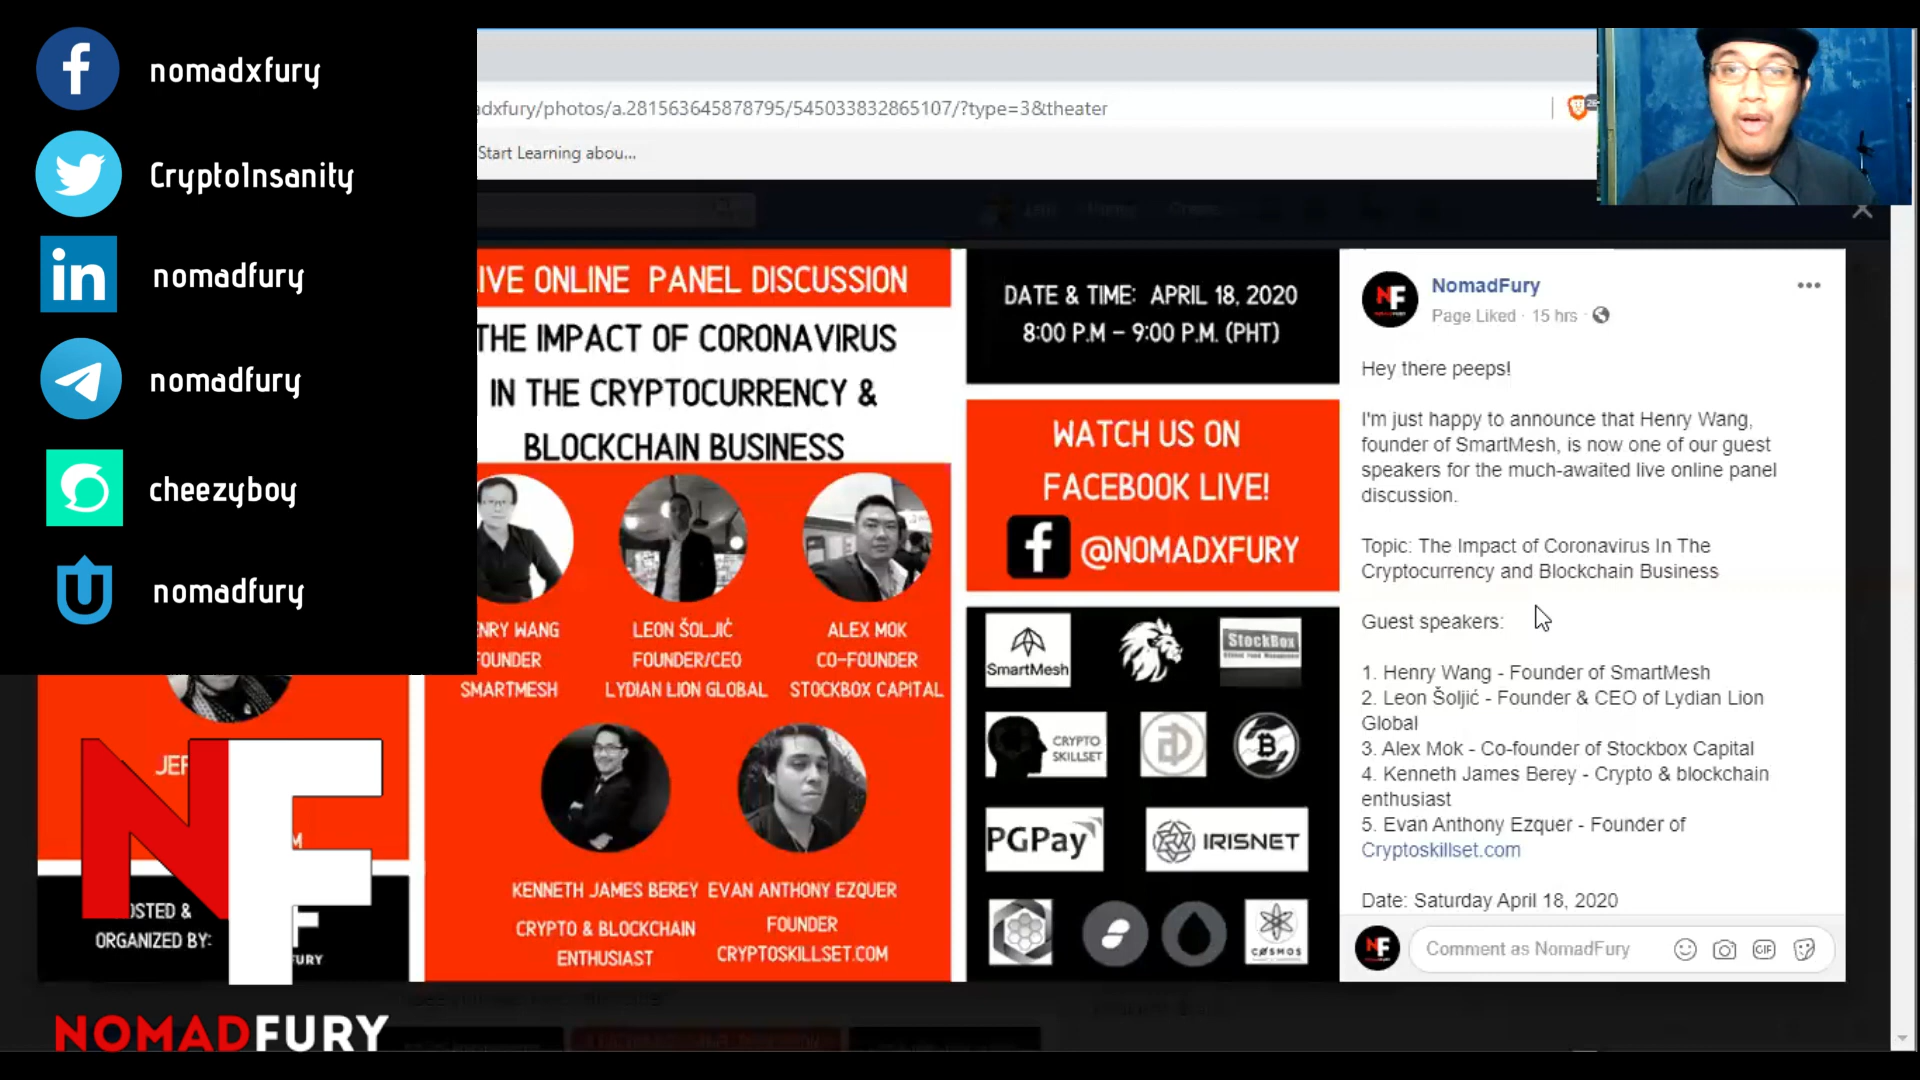 nomadxfury
CryptoInsanity
nomadfury
nomadfury
cheezyboy
nomadfury
adxfury/photos/a.281563645878795/545033832865107/?type=3&theater
Start Learning abou...
IVE ONLINE PANEL DISCUSSION
THE IMPACT OF CORONAVIRUS
IN THE CRYPTOCURRENCY &
BLOCKCHAIN BUSINESS
NRY WANG
FOUNDER
SMARTMESH
LEON ŠOLJIĆ
FOUNDER/CEO
LYDIAN LION GLOBAL
ALEX MOK
CO-FOUNDER
STOCKBOX CAPITAL
KENNETH JAMES BEREY
CRYPTO & BLOCKCHAIN
ENTHUSIAST
EVAN ANTHONY EZQUER
FOUNDER
CRYPTOSKILLSET.COM
JEF
OSTED &
ORGANIZED BY:
FURY
NF
NOMADFURY
DATE & TIME: APRIL 18, 2020
8:00 P.M – 9:00 P.M. (PHT)
WATCH US ON
FACEBOOK LIVE!
@NOMADXFURY
SmartMesh
StockBox
CRYPTO
SKILLSET
PGPay
IRISNET
COSMOS
NF
NomadFury
Page Liked · 15 hrs ·
Hey there peeps!
I'm just happy to announce that Henry Wang,
founder of SmartMesh, is now one of our guest
speakers for the much-awaited live online panel
discussion.
Topic: The Impact of Coronavirus In The
Cryptocurrency and Blockchain Business
Guest speakers:
1. Henry Wang - Founder of SmartMesh
2. Leon Šoljić - Founder & CEO of Lydian Lion
Global
3. Alex Mok - Co-founder of Stockbox Capital
4. Kenneth James Berey - Crypto & blockchain
enthusiast
5. Evan Anthony Ezquer - Founder of
Cryptoskillset.com
Date: Saturday April 18, 2020
NF
Comment as NomadFury
GIF